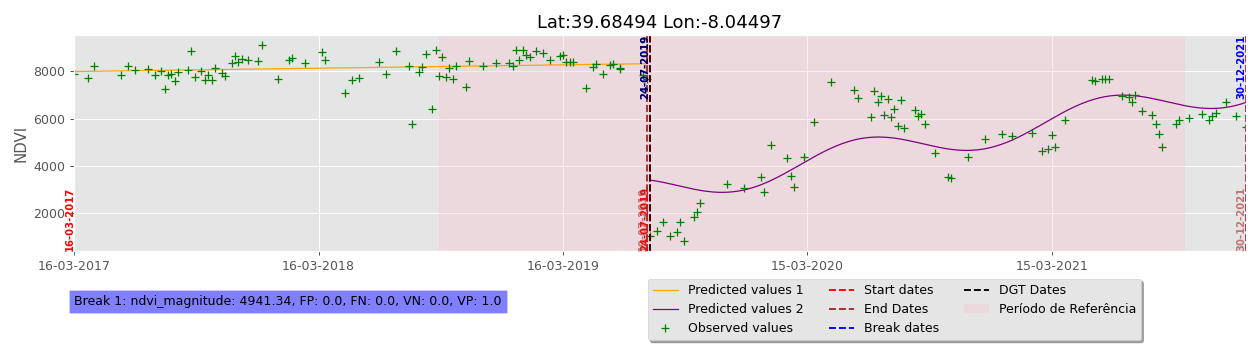 Lat:39.68494 Lon:-8.04497
NDVI
8000
6000
4000
2000
16-03-2017
24-07-2019
24-07-2019
30-12-2021
30-12-2021
16-03-2017
16-03-2018
16-03-2019
15-03-2020
15-03-2021
Break 1: ndvi_magnitude: 4941.34, FP: 0.0, FN: 0.0, VN: 0.0, VP: 1.0
Predicted values 1
Predicted values 2
Observed values
Start dates
End Dates
Break dates
DGT Dates
Período de Referência